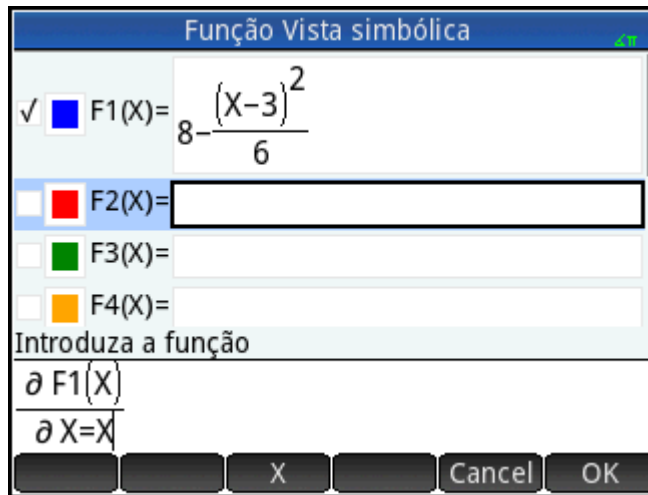 Função Vista simbólica
∡π
√ F1(X)= 8-(X-3)^2/6
F2(X)=
F3(X)=
F4(X)=
Introduza a função
∂ F1(X)
∂ X=X
X Cancel OK